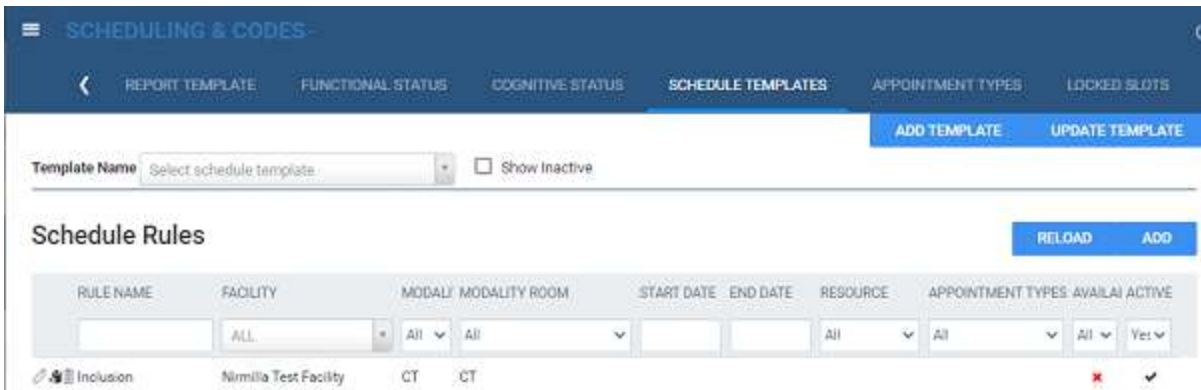 SCHEDULING & CODES
REPORT TEMPLATE FUNCTIONAL STATUS COGNITIVE STATUS SCHEDULE TEMPLATES APPOINTMENT TYPES LOCKED SLOTS
ADD TEMPLATE UPDATE TEMPLATE
Template Name Select schedule template Show Inactive
Schedule Rules RELOAD ADD
RULE NAME FACILITY MODALI MODALITY ROOM START DATE END DATE RESOURCE APPOINTMENT TYPES AVAILAI ACTIVE
ALL All All All All All Yes
Inclusion Nirmilla Test Facility CT CT